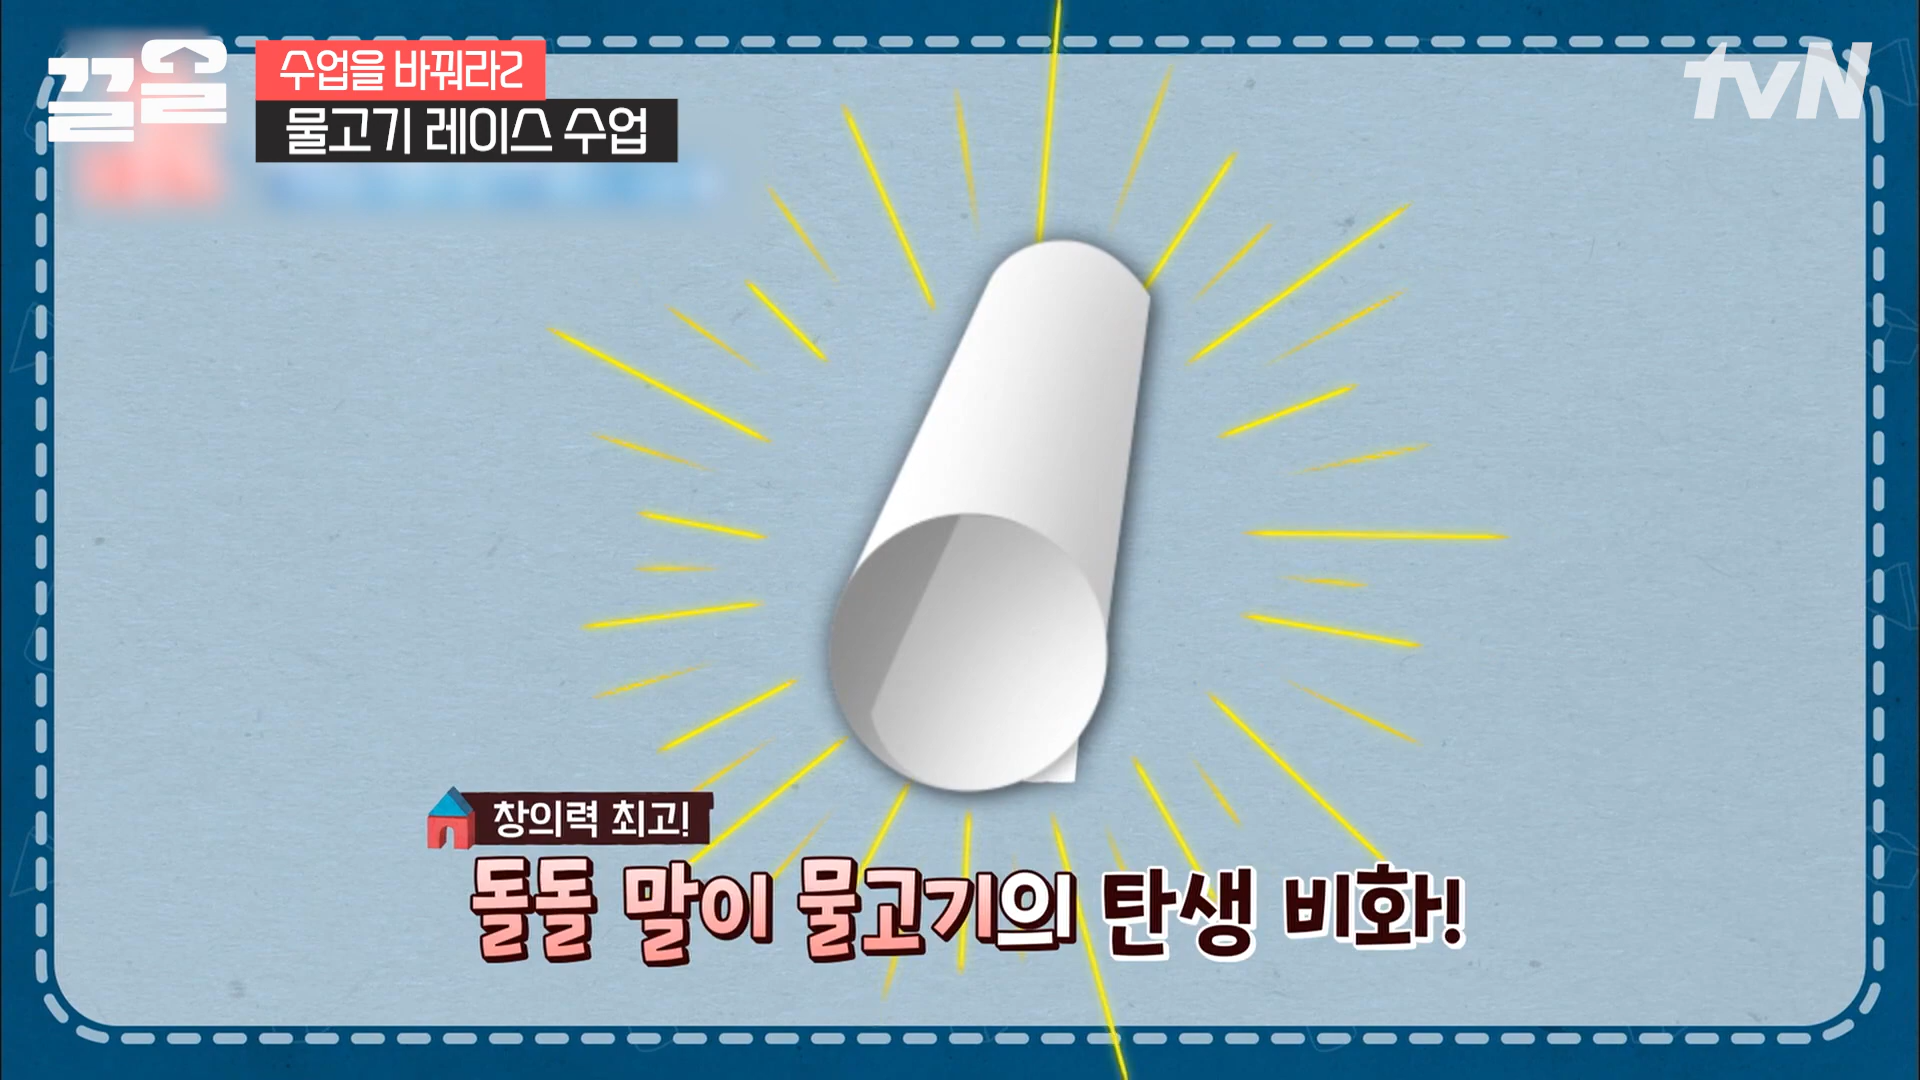 끌올
수업을 바꿔라2
물고기 레이스 수업
tvN
창의력 최고!
돌돌 말이 물고기의 탄생 비화!